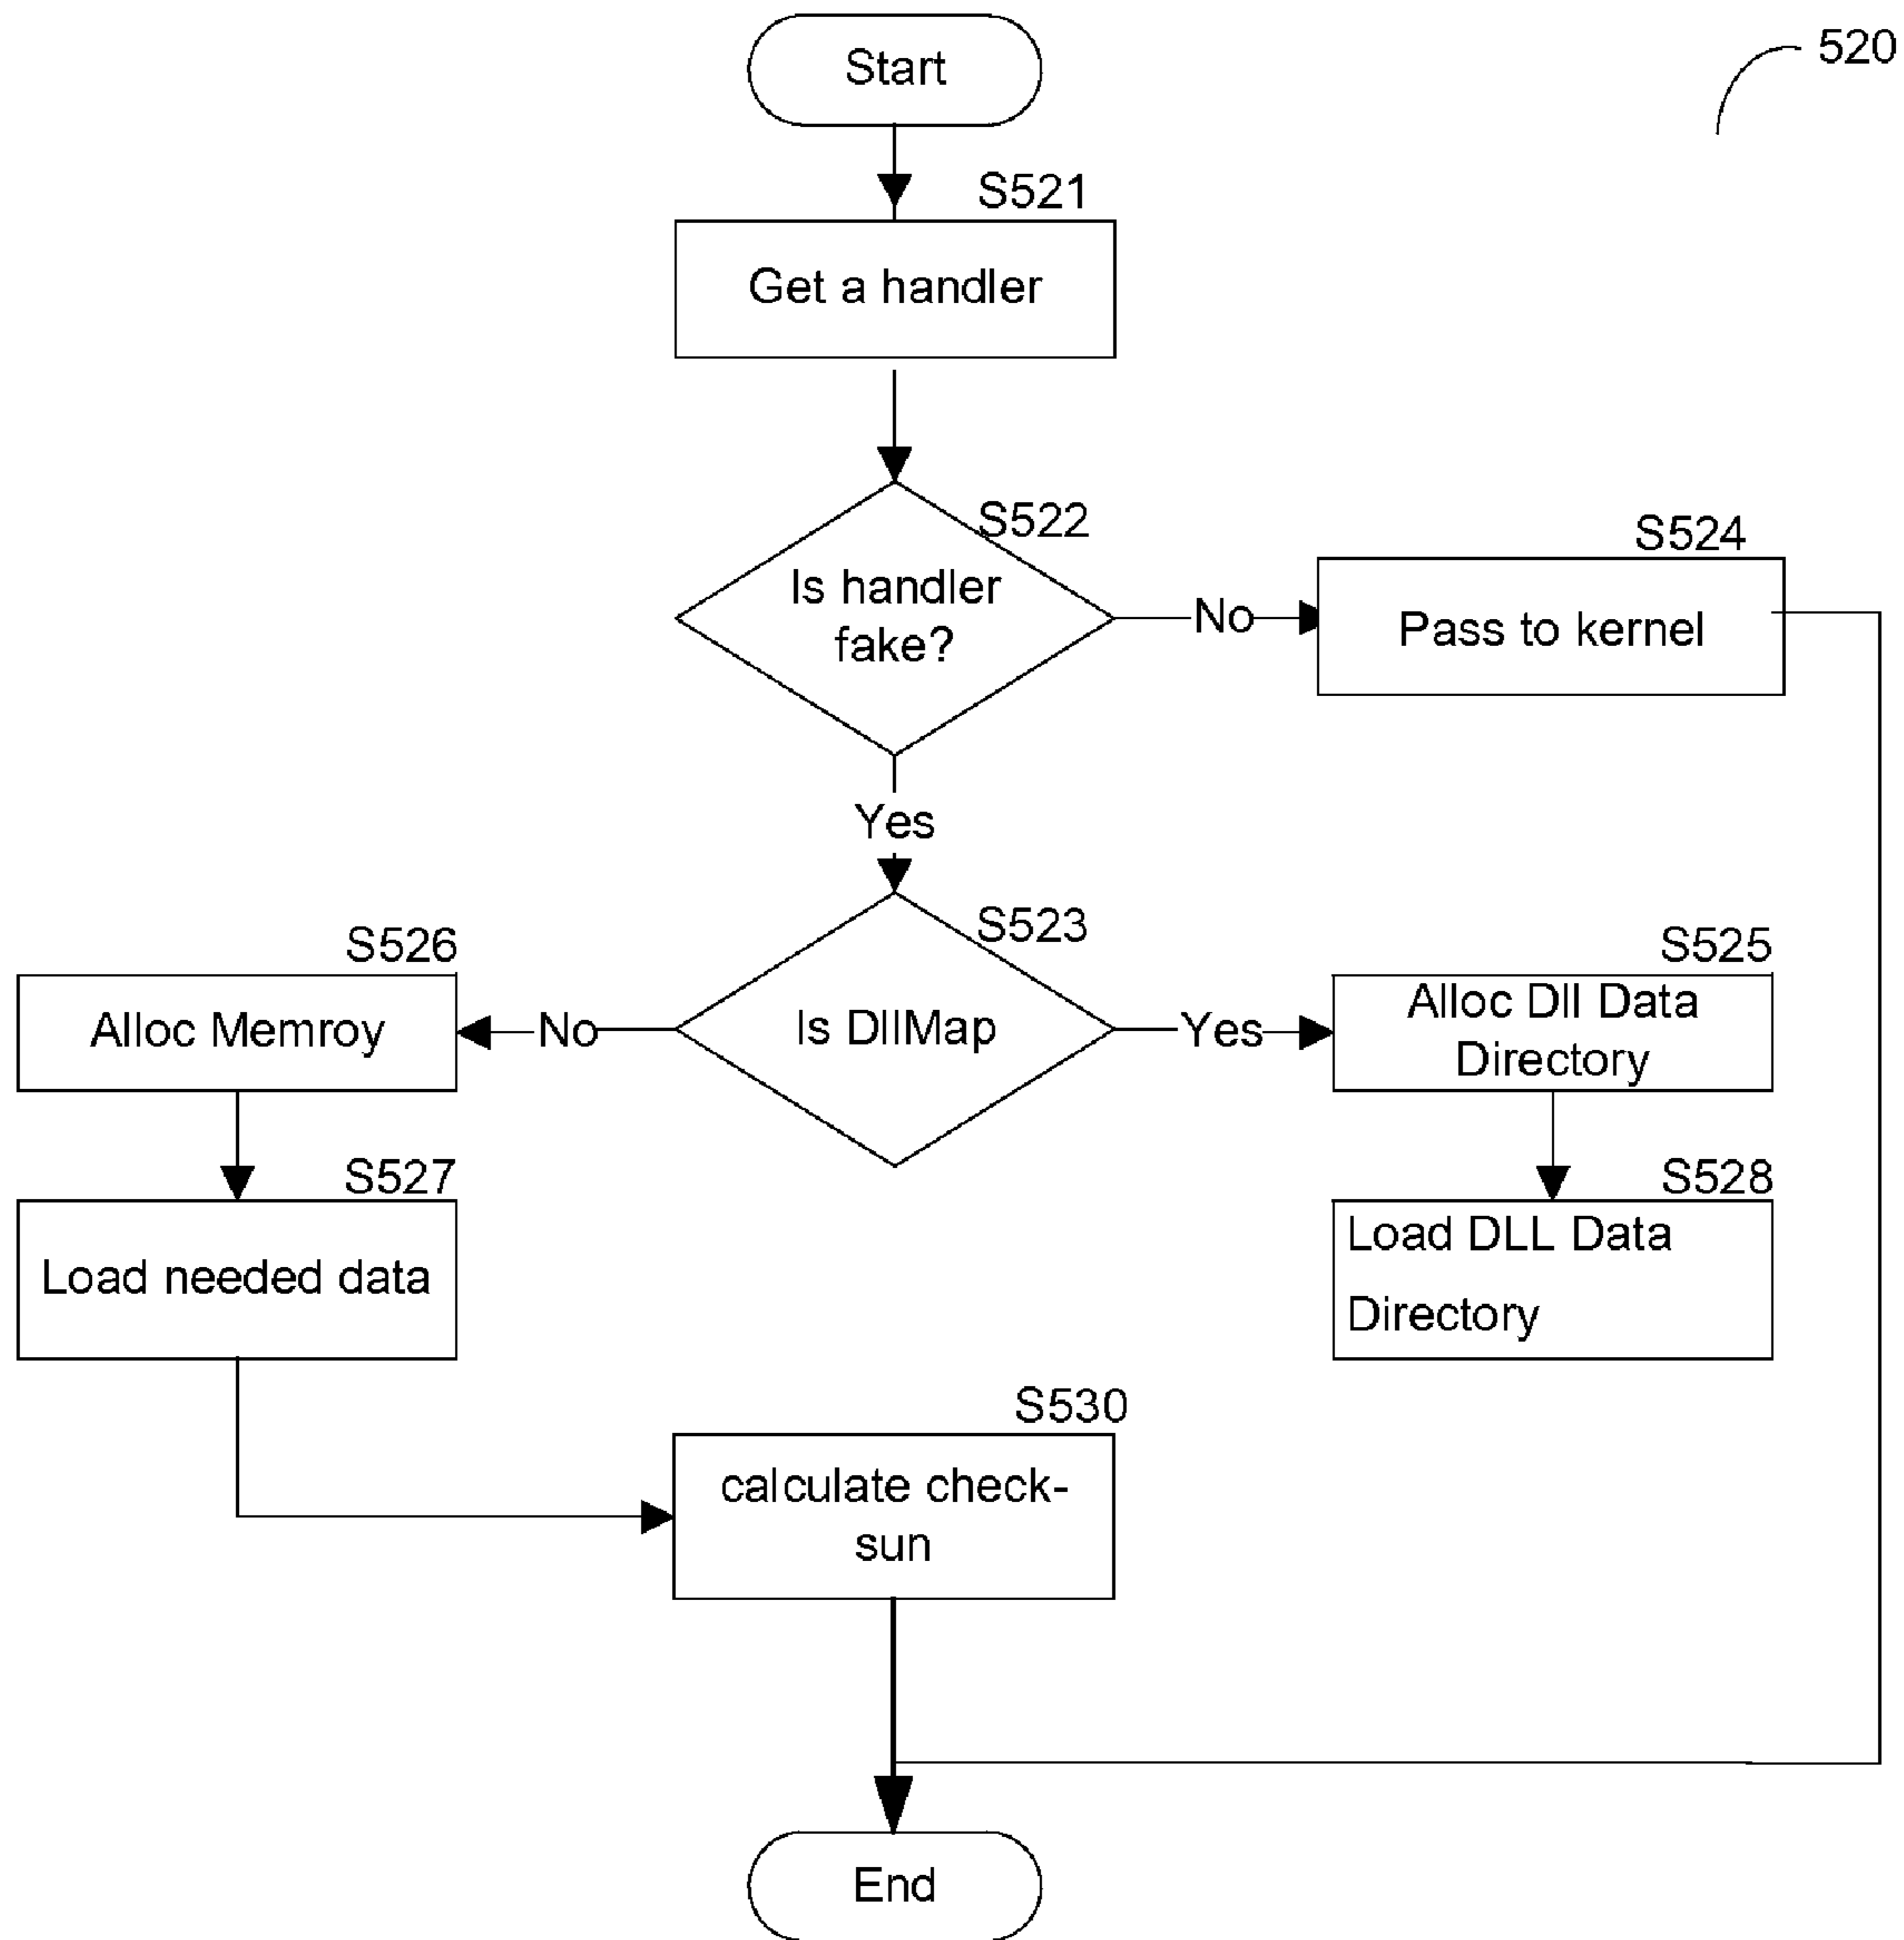 Start
520
S521
Get a handler
S522
Is handler
fake?
No
S524
Pass to kernel
Yes
S523
Is DllMap
No
S526
Alloc Memroy
Yes
S525
Alloc Dll Data
Directory
S527
Load needed data
S528
Load DLL Data
Directory
S530
calculate check-
sun
End